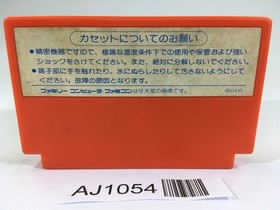 カセットについてのお願い
●精密機器ですので、極端な温度条件下での使用や保管および強い
ショックをさけてください。また、絶対に分解しないでください。
●端子部に手を触れたり、水にぬらしたりして汚さないようにして
ください。故障の原因となります。
ファミリー コンピュータ・ファミコンは任天堂の商標です。
AJ1054